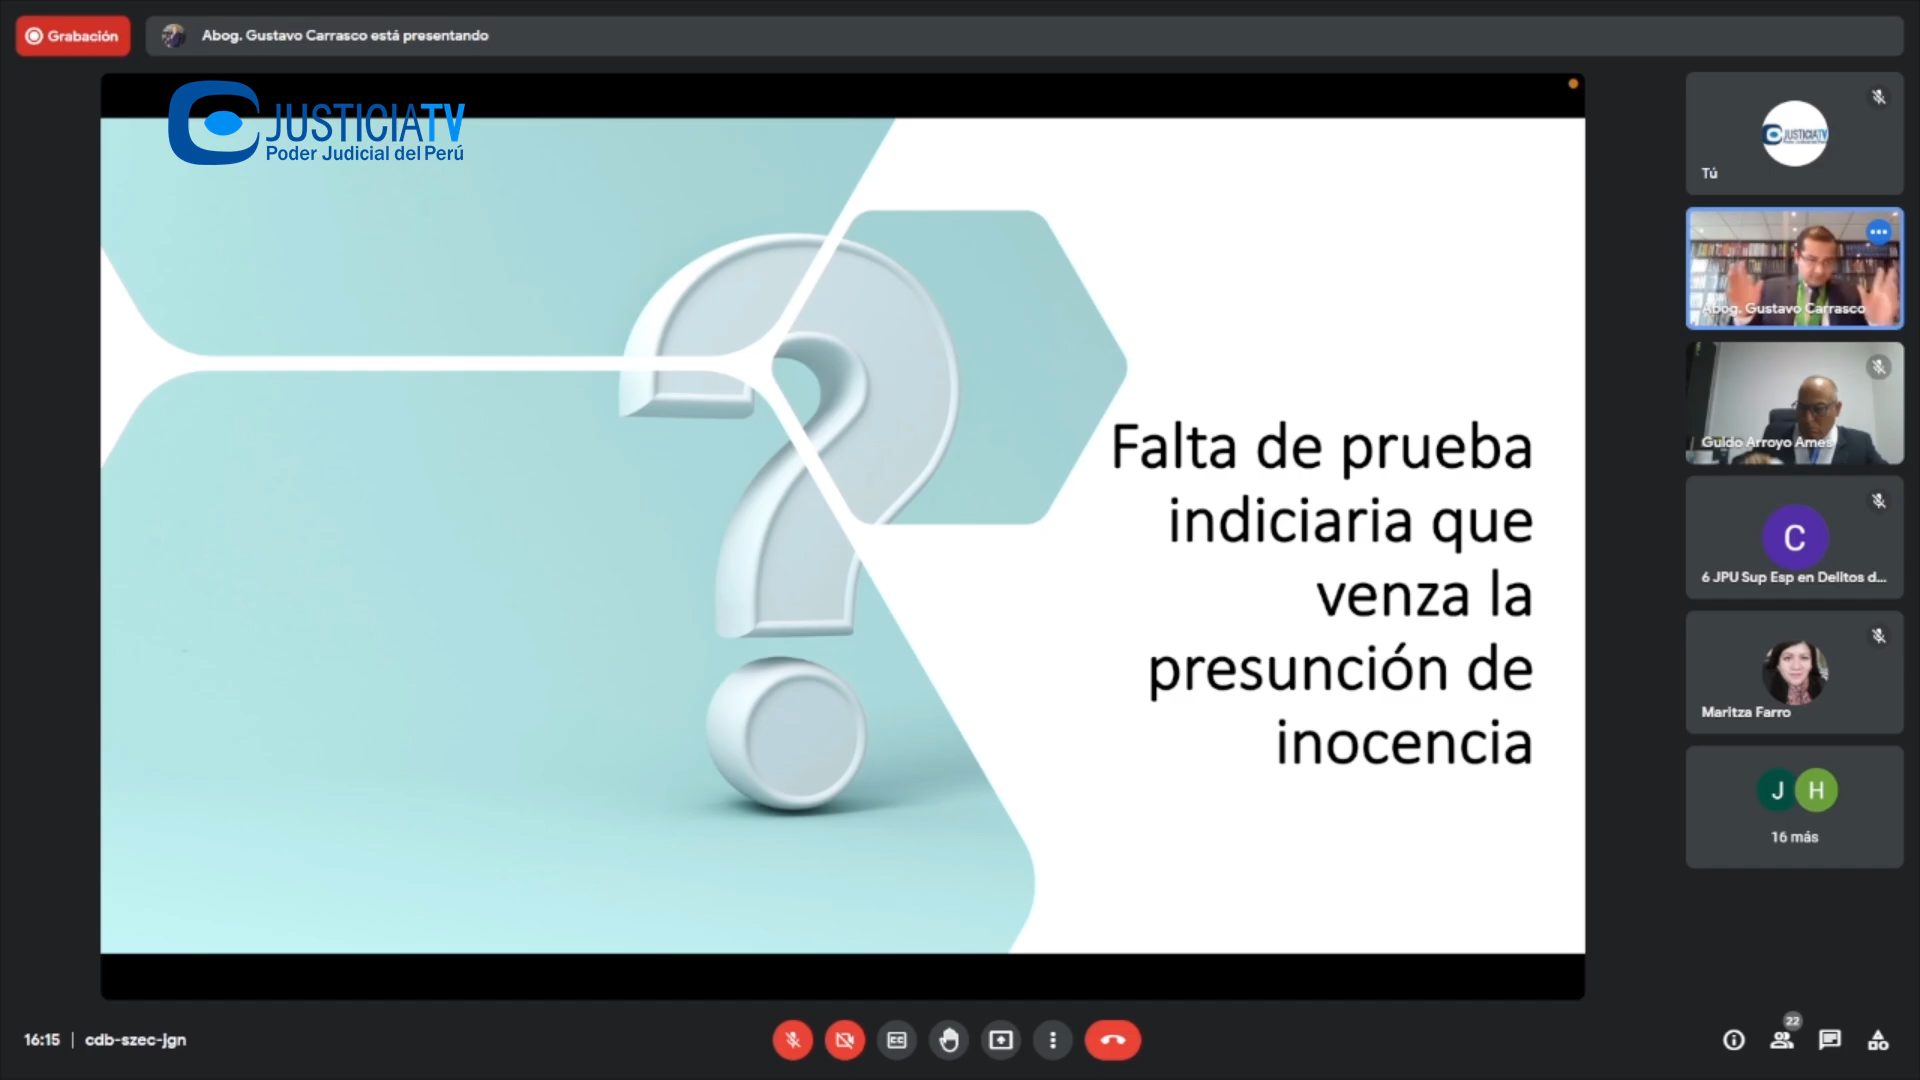 Grabación
Abog. Gustavo Carrasco está presentando
JUSTICIATV
Poder Judicial del Perú
Falta de prueba
indiciaria que
venza la
presunción de
inocencia
JUSTICIATV
Tú
Abog. Gustavo Carrasco
Guido Arroyo Ames
C
6 JPU Sup Esp en Delitos d...
Maritza Farro
J H
16 más
16:15 | cdb-szec-jgn
CC
22